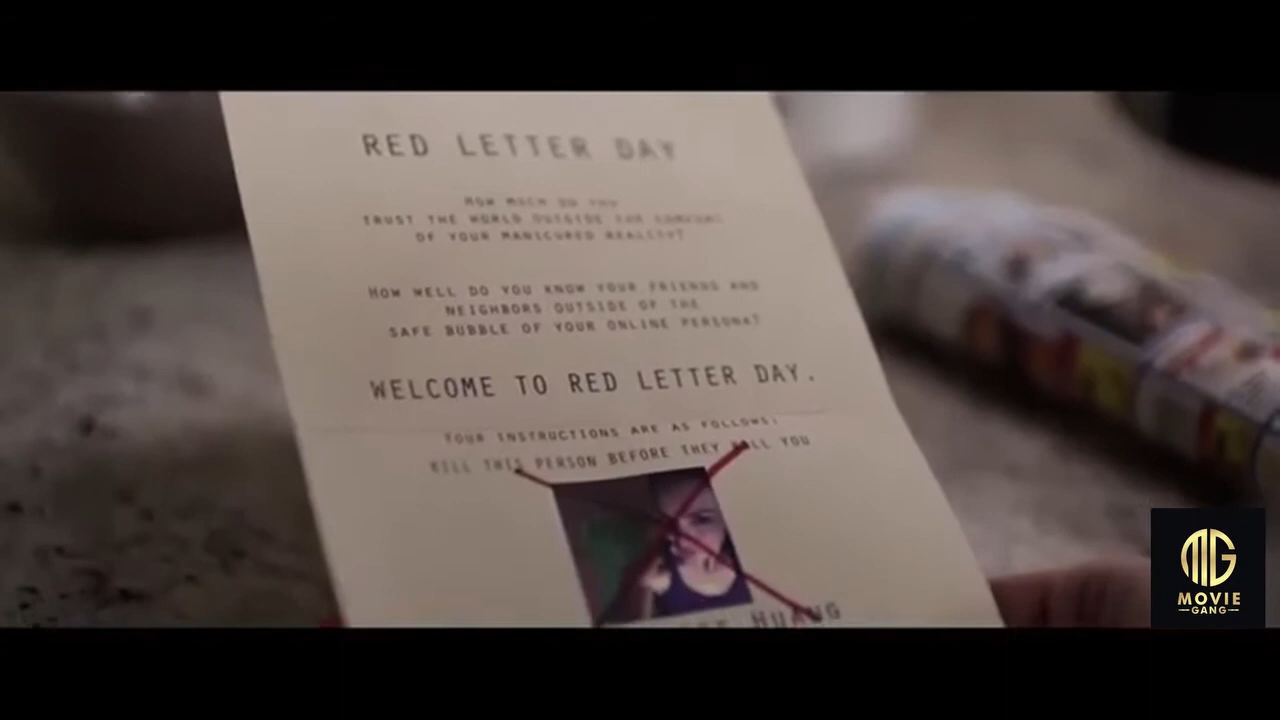 RED LETTER DAY
HOW MUCH DO YOU
TRUST THE WORLD OUTSIDE THE COMFORT
OF YOUR MANICURED REALITY?
HOW WELL DO YOU KNOW YOUR FRIENDS AND
NEIGHBORS OUTSIDE OF THE
SAFE BUBBLE OF YOUR ONLINE PERSONA?
WELCOME TO RED LETTER DAY.
YOUR INSTRUCTIONS ARE AS FOLLOWS:
KILL THIS PERSON BEFORE THEY KILL YOU
HUANG
MG
MOVIE
GANG